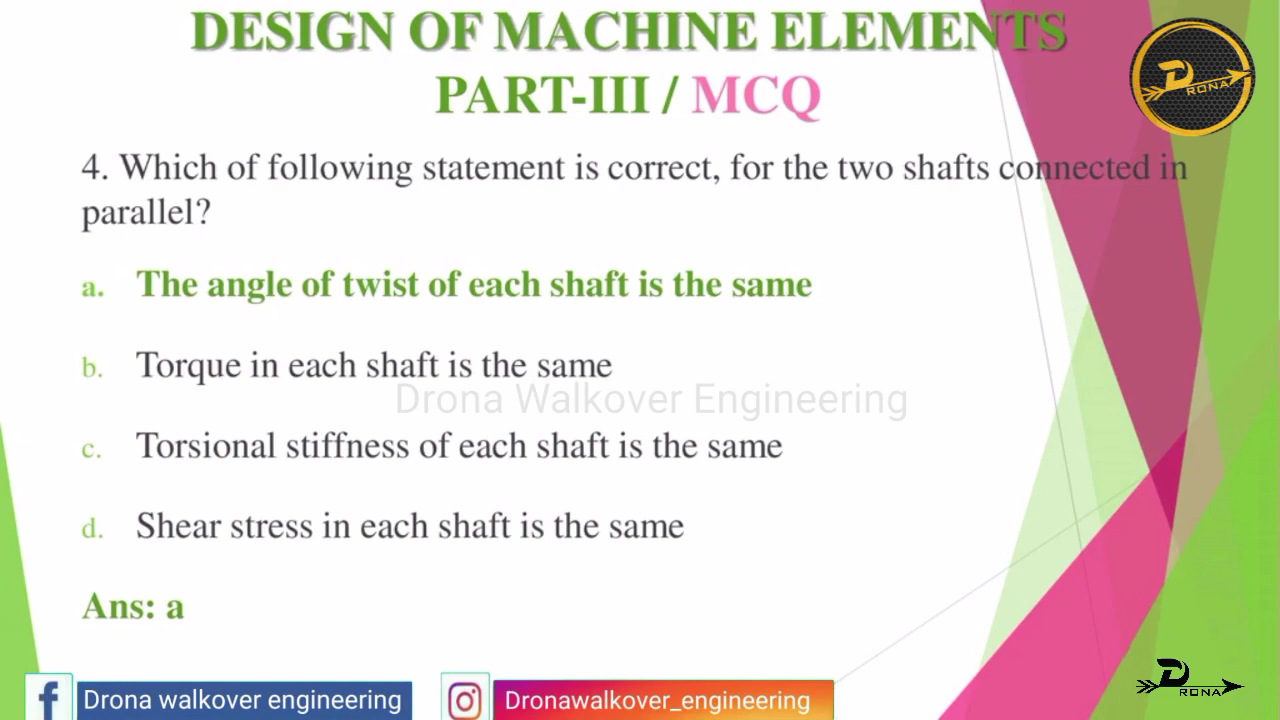 DESIGN OF MACHINE ELEMENTS
PART-III / MCQ
D
RONA
4. Which of following statement is correct, for the two shafts connected in
parallel?
a. The angle of twist of each shaft is the same
b. Torque in each shaft is the same
Drona Walkover Engineering
c. Torsional stiffness of each shaft is the same
d. Shear stress in each shaft is the same
Ans: a
f Drona walkover engineering
Dronawalkover_engineering
D
RONA